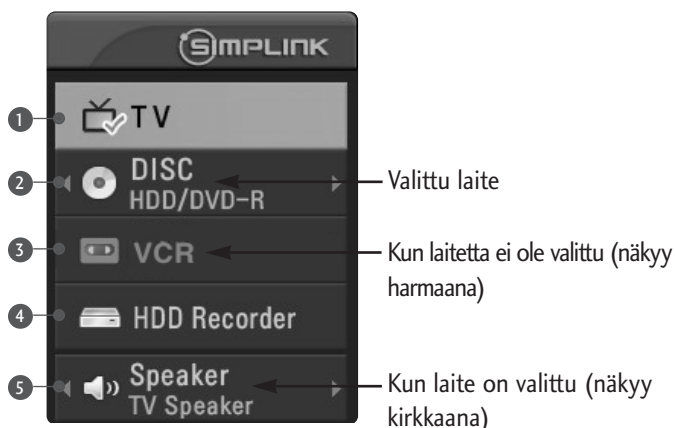 SIMPLINK
1 TV
2 DISC
HDD/DVD-R
Valittu laite
3 VCR
Kun laitetta ei ole valittu (näkyy
harmaana)
4 HDD Recorder
5 Speaker
TV Speaker
Kun laite on valittu (näkyy
kirkkaana)